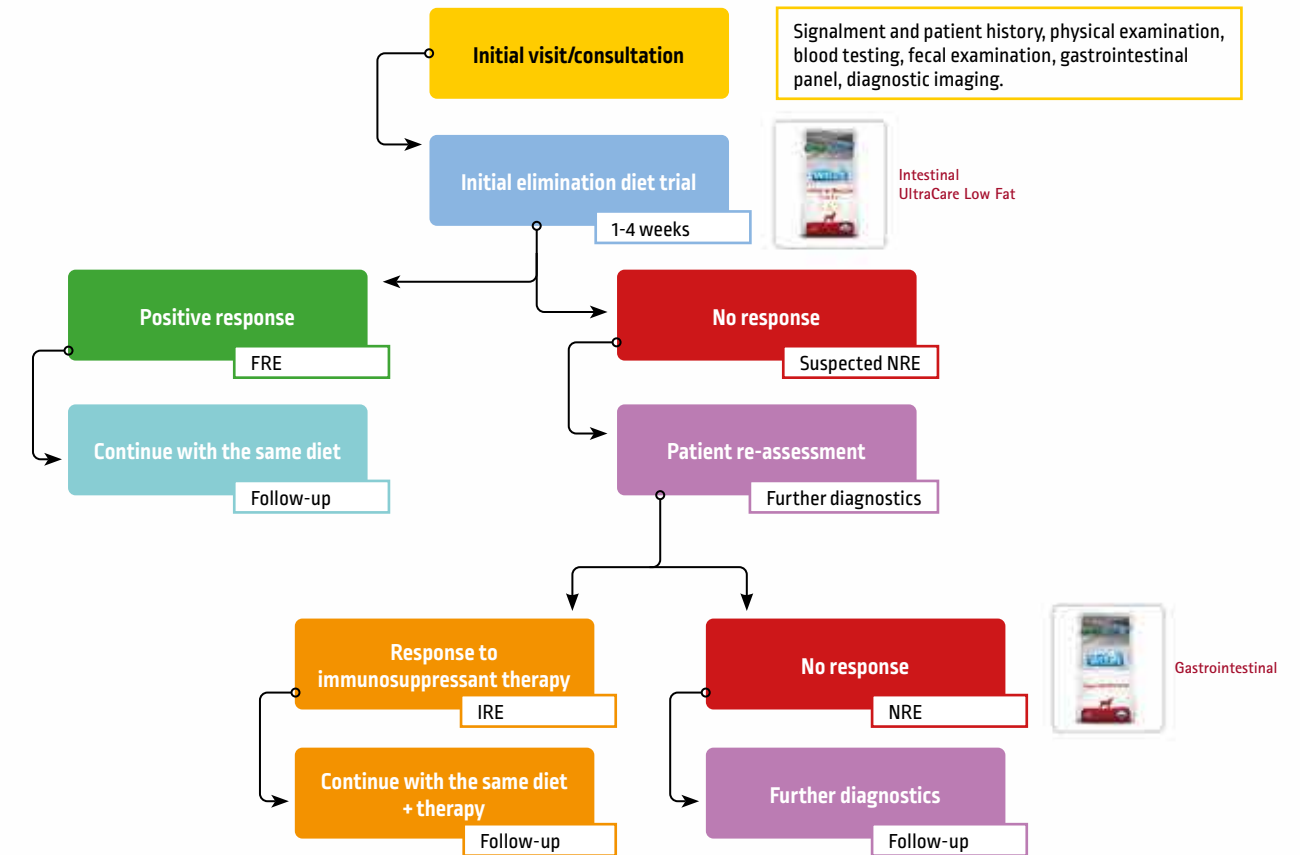 Initial visit/consultation
Signalment and patient history, physical examination,
blood testing, fecal examination, gastrointestinal
panel, diagnostic imaging.
Initial elimination diet trial
1-4 weeks
Intestinal
UltraCare Low Fat
Positive response
FRE
No response
Suspected NRE
Continue with the same diet
Follow-up
Patient re-assessment
Further diagnostics
Response to
immunosuppressant therapy
IRE
No response
NRE
Gastrointestinal
Continue with the same diet
+ therapy
Follow-up
Further diagnostics
Follow-up